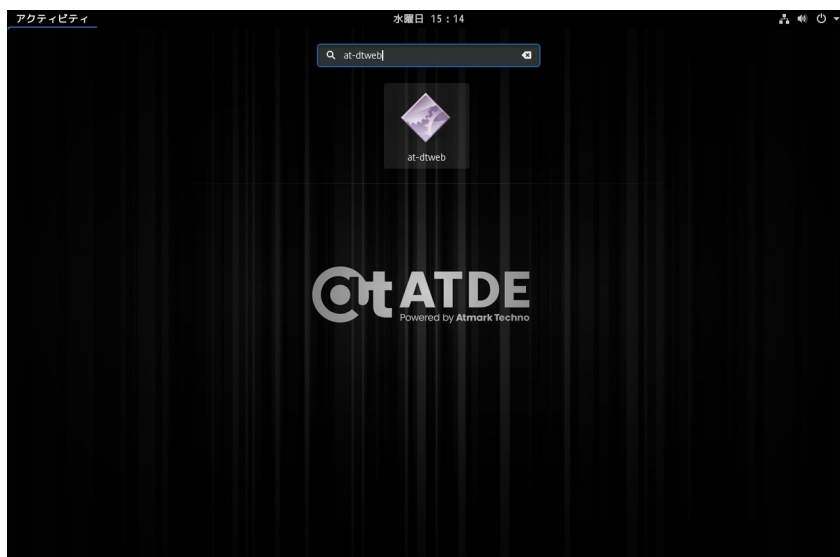 アクティビティ
水曜日 15：14
at-dtweb
at-dtweb
at ATDE
Powered by Atmark Techno